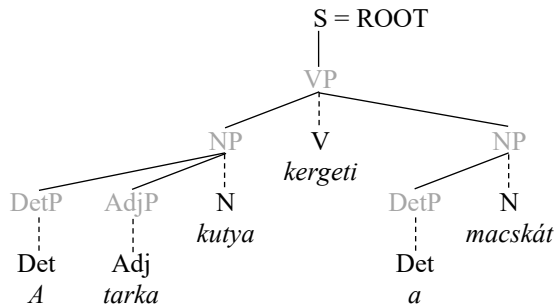 S = ROOT
VP
NP V NP
kergeti
DetP AdjP N DetP N
kutya macskát
Det Adj Det
A tarka a